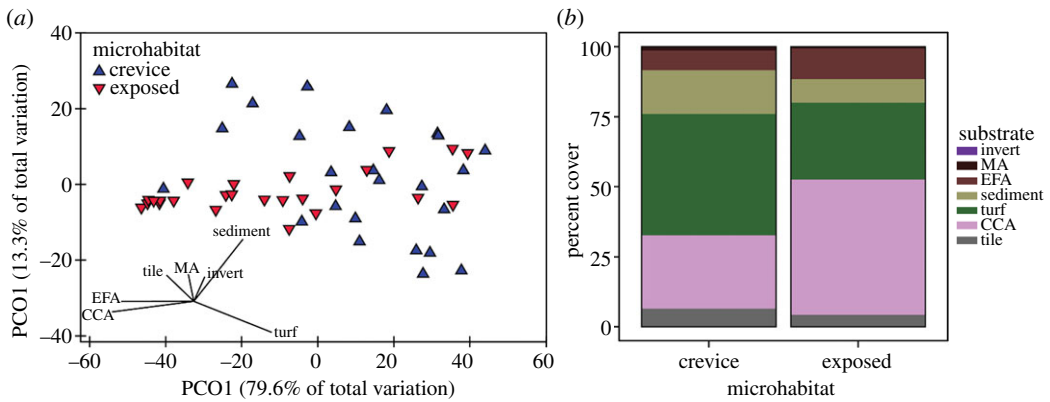 (a)
40
20
0
−20
−40
PCO1 (13.3% of total variation)
microhabitat
crevice
exposed
sediment
tile
MA
invert
EFA
CCA
turf
−60
−40
−20
0
20
40
60
PCO1 (79.6% of total variation)
(b)
100
75
50
25
0
percent cover
crevice
exposed
microhabitat
substrate
invert
MA
EFA
sediment
turf
CCA
tile